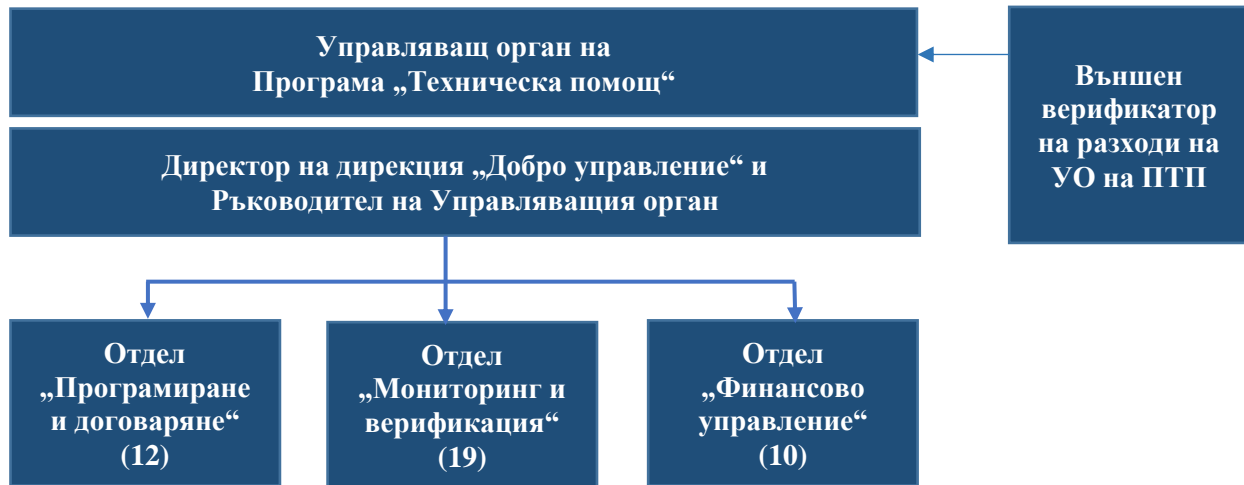 Управляващ орган на
Програма „Техническа помощ“
Външен
верификатор
на разходи на
УО на ПТП
Директор на дирекция „Добро управление“ и
Ръководител на Управляващия орган
Отдел
„Програмиране
и договаряне“
(12)
Отдел
„Мониторинг и
верификация“
(19)
Отдел
„Финансово
управление“
(10)